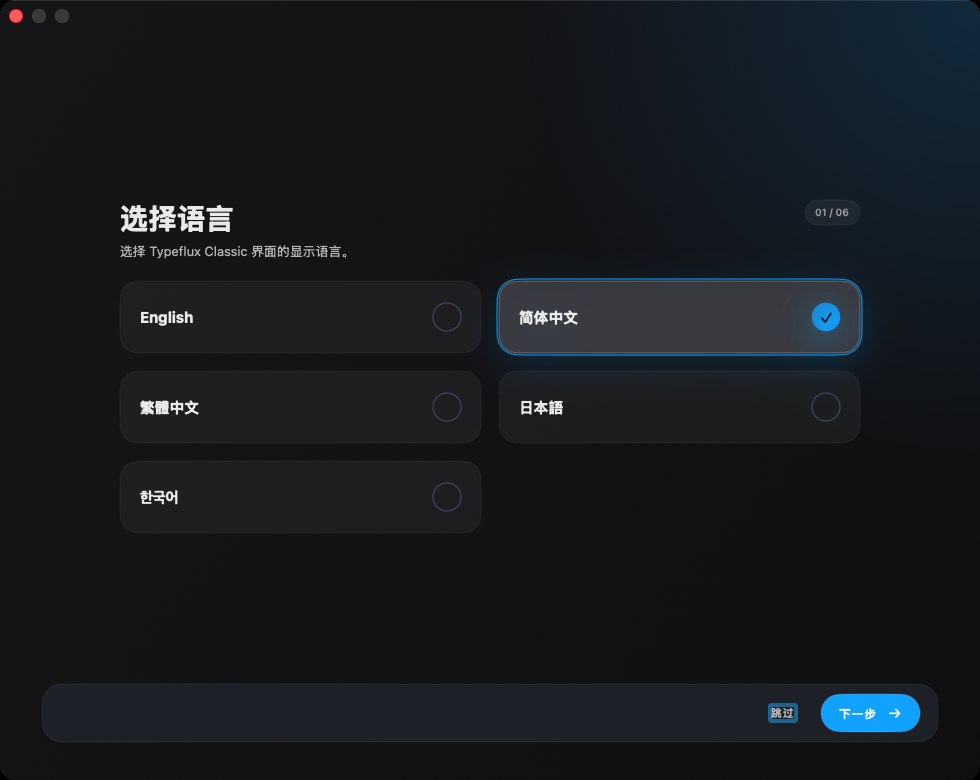 选择语言
01 / 06
选择 Typeflux Classic 界面的显示语言。
English
简体中文
繁體中文
日本語
한국어
跳过
下一步 →